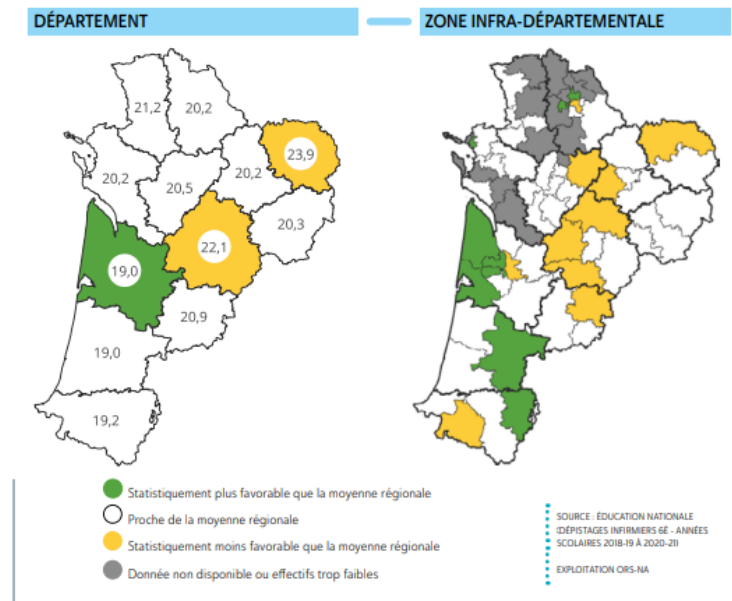 DÉPARTEMENT
ZONE INFRA-DÉPARTEMENTALE
21,2
20,2
23,9
20,2
20,5
20,2
20,3
22,1
19,0
20,9
19,0
19,2
Statistiquement plus favorable que la moyenne régionale
Proche de la moyenne régionale
Statistiquement moins favorable que la moyenne régionale
Donnée non disponible ou effectifs trop faibles
SOURCE : ÉDUCATION NATIONALE
(DÉPISTAGES INFIRMIERS 6È - ANNÉES
SCOLAIRES 2018-19 À 2020-21)
EXPLOITATION ORS-NA